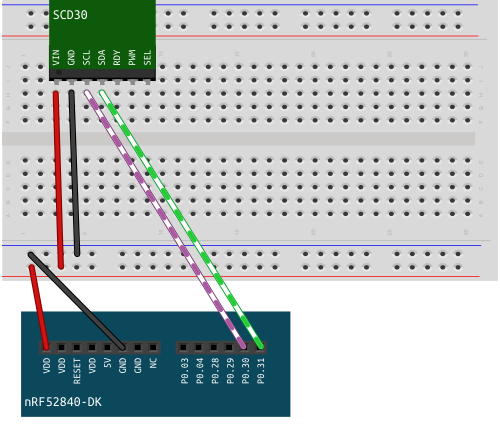 SCD30
VIN
GND
SCL
SDA
RDY
PWM
SEL
VDD
VDD
RESET
VDD
5V
GND
GND
NC
P0.03
P0.04
P0.28
P0.29
P0.30
P0.31
nRF52840-DK